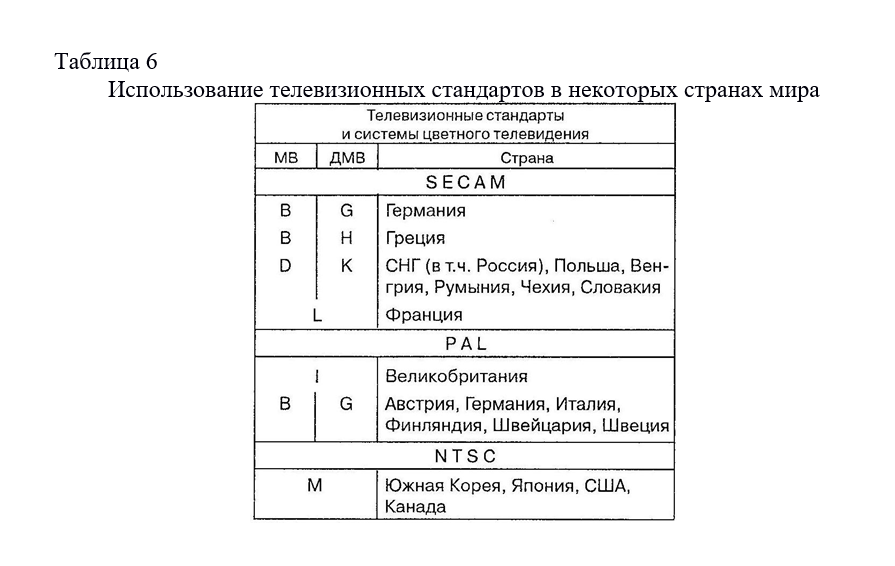 Таблица 6
Использование телевизионных стандартов в некоторых странах мира
Телевизионные стандарты
и системы цветного телевидения
МВ ДМВ Страна
SECAM
B G Германия
B H Греция
D K СНГ (в т.ч. Россия), Польша, Вен-
грия, Румыния, Чехия, Словакия
L Франция
PAL
I Великобритания
B G Австрия, Германия, Италия,
Финляндия, Швейцария, Швеция
NTSC
M Южная Корея, Япония, США,
Канада